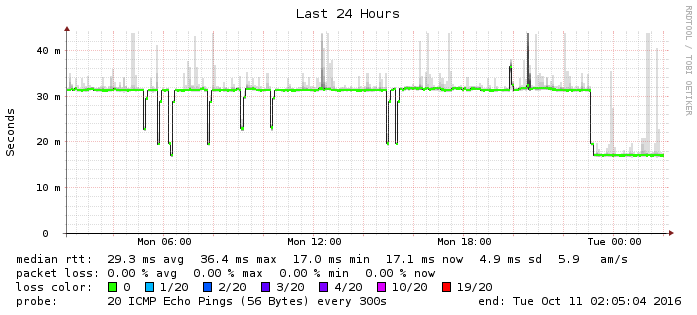 Last 24 Hours
RRDTOOL / TOBI OETIKER
Seconds
40 m
30 m
20 m
10 m
0
Mon 06:00 Mon 12:00 Mon 18:00 Tue 00:00
median rtt: 29.3 ms avg 36.4 ms max 17.0 ms min 17.1 ms now 4.9 ms sd 5.9 am/s
packet loss: 0.00 % avg 0.00 % max 0.00 % min 0.00 % now
loss color: 0 1/20 2/20 3/20 4/20 10/20 19/20
probe: 20 ICMP Echo Pings (56 Bytes) every 300s end: Tue Oct 11 02:05:04 2016